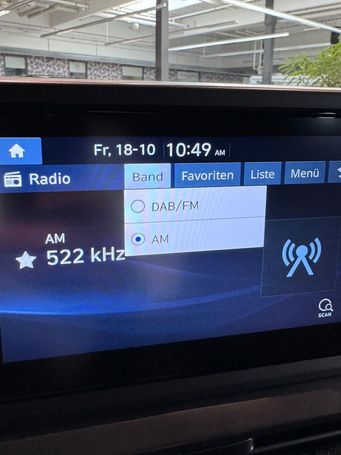 Fr, 18-10 10:49 AM
Radio Band Favoriten Liste Menü
DAB/FM
AM
AM
522 kHz
SCAN